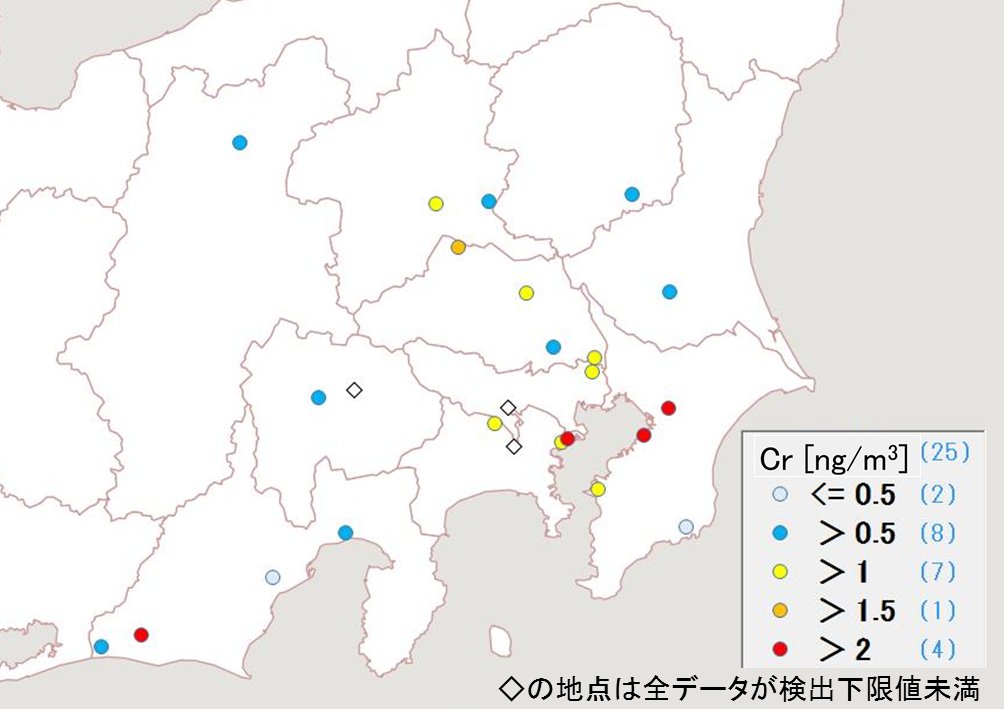 Cr [ng/m³] (25)
<= 0.5 (2)
> 0.5 (8)
> 1 (7)
> 1.5 (1)
> 2 (4)
◇の地点は全データが検出下限値未満